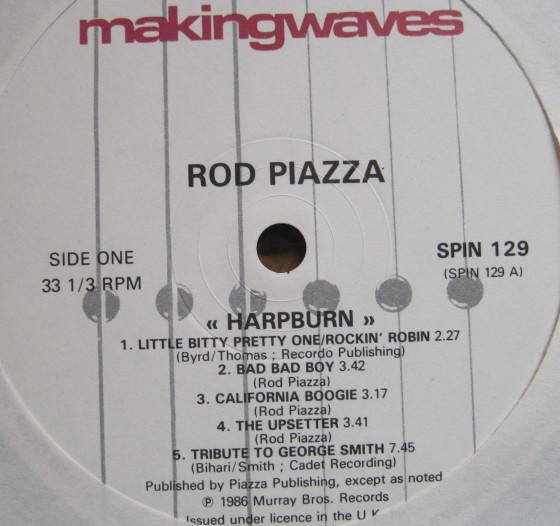 makingwaves
ROD PIAZZA
SIDE ONE
33 1/3 RPM
SPIN 129
(SPIN 129 A)
« HARPBURN »
1. LITTLE BITTY PRETTY ONE/ROCKIN' ROBIN 2.27
(Byrd/Thomas ; Recordo Publishing)
2. BAD BAD BOY 3.42
(Rod Piazza)
3. CALIFORNIA BOOGIE 3.17
(Rod Piazza)
4. THE UPSETTER 3.41
(Rod Piazza)
5. TRIBUTE TO GEORGE SMITH 7.45
(Bihari/Smith ; Cadet Recording)
Published by Piazza Publishing, except as noted
℗ 1986 Murray Bros. Records
Issued under licence in the U K